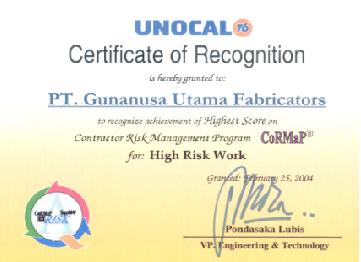 UNOCAL 76
Certificate of Recognition
is hereby granted to:
PT. Gunanusa Utama Fabricators
to recognize achievement of Highest Score on
Contractor Risk Management Program CoRMaP®
for: High Risk Work
Granted: February 25, 2004
Pondasaka Lubis
VP. Engineering & Technology
RISK